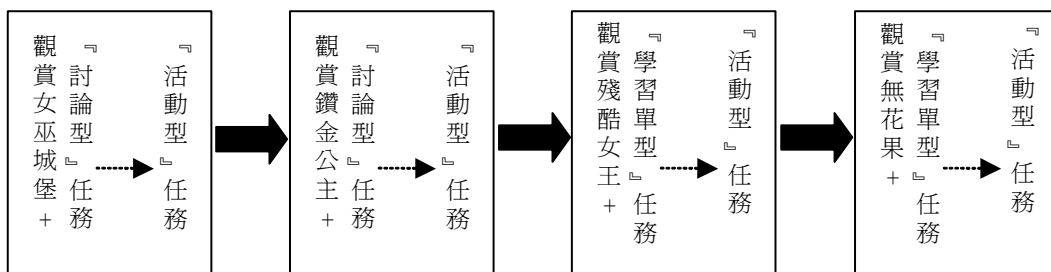 觀賞女巫城堡+
『討論型』任務
『活動型』任務
觀賞鑽金公主+
『討論型』任務
『活動型』任務
觀賞殘酷女王+
『學習單型』任務
『活動型』任務
觀賞無花果+
『學習單型』任務
『活動型』任務